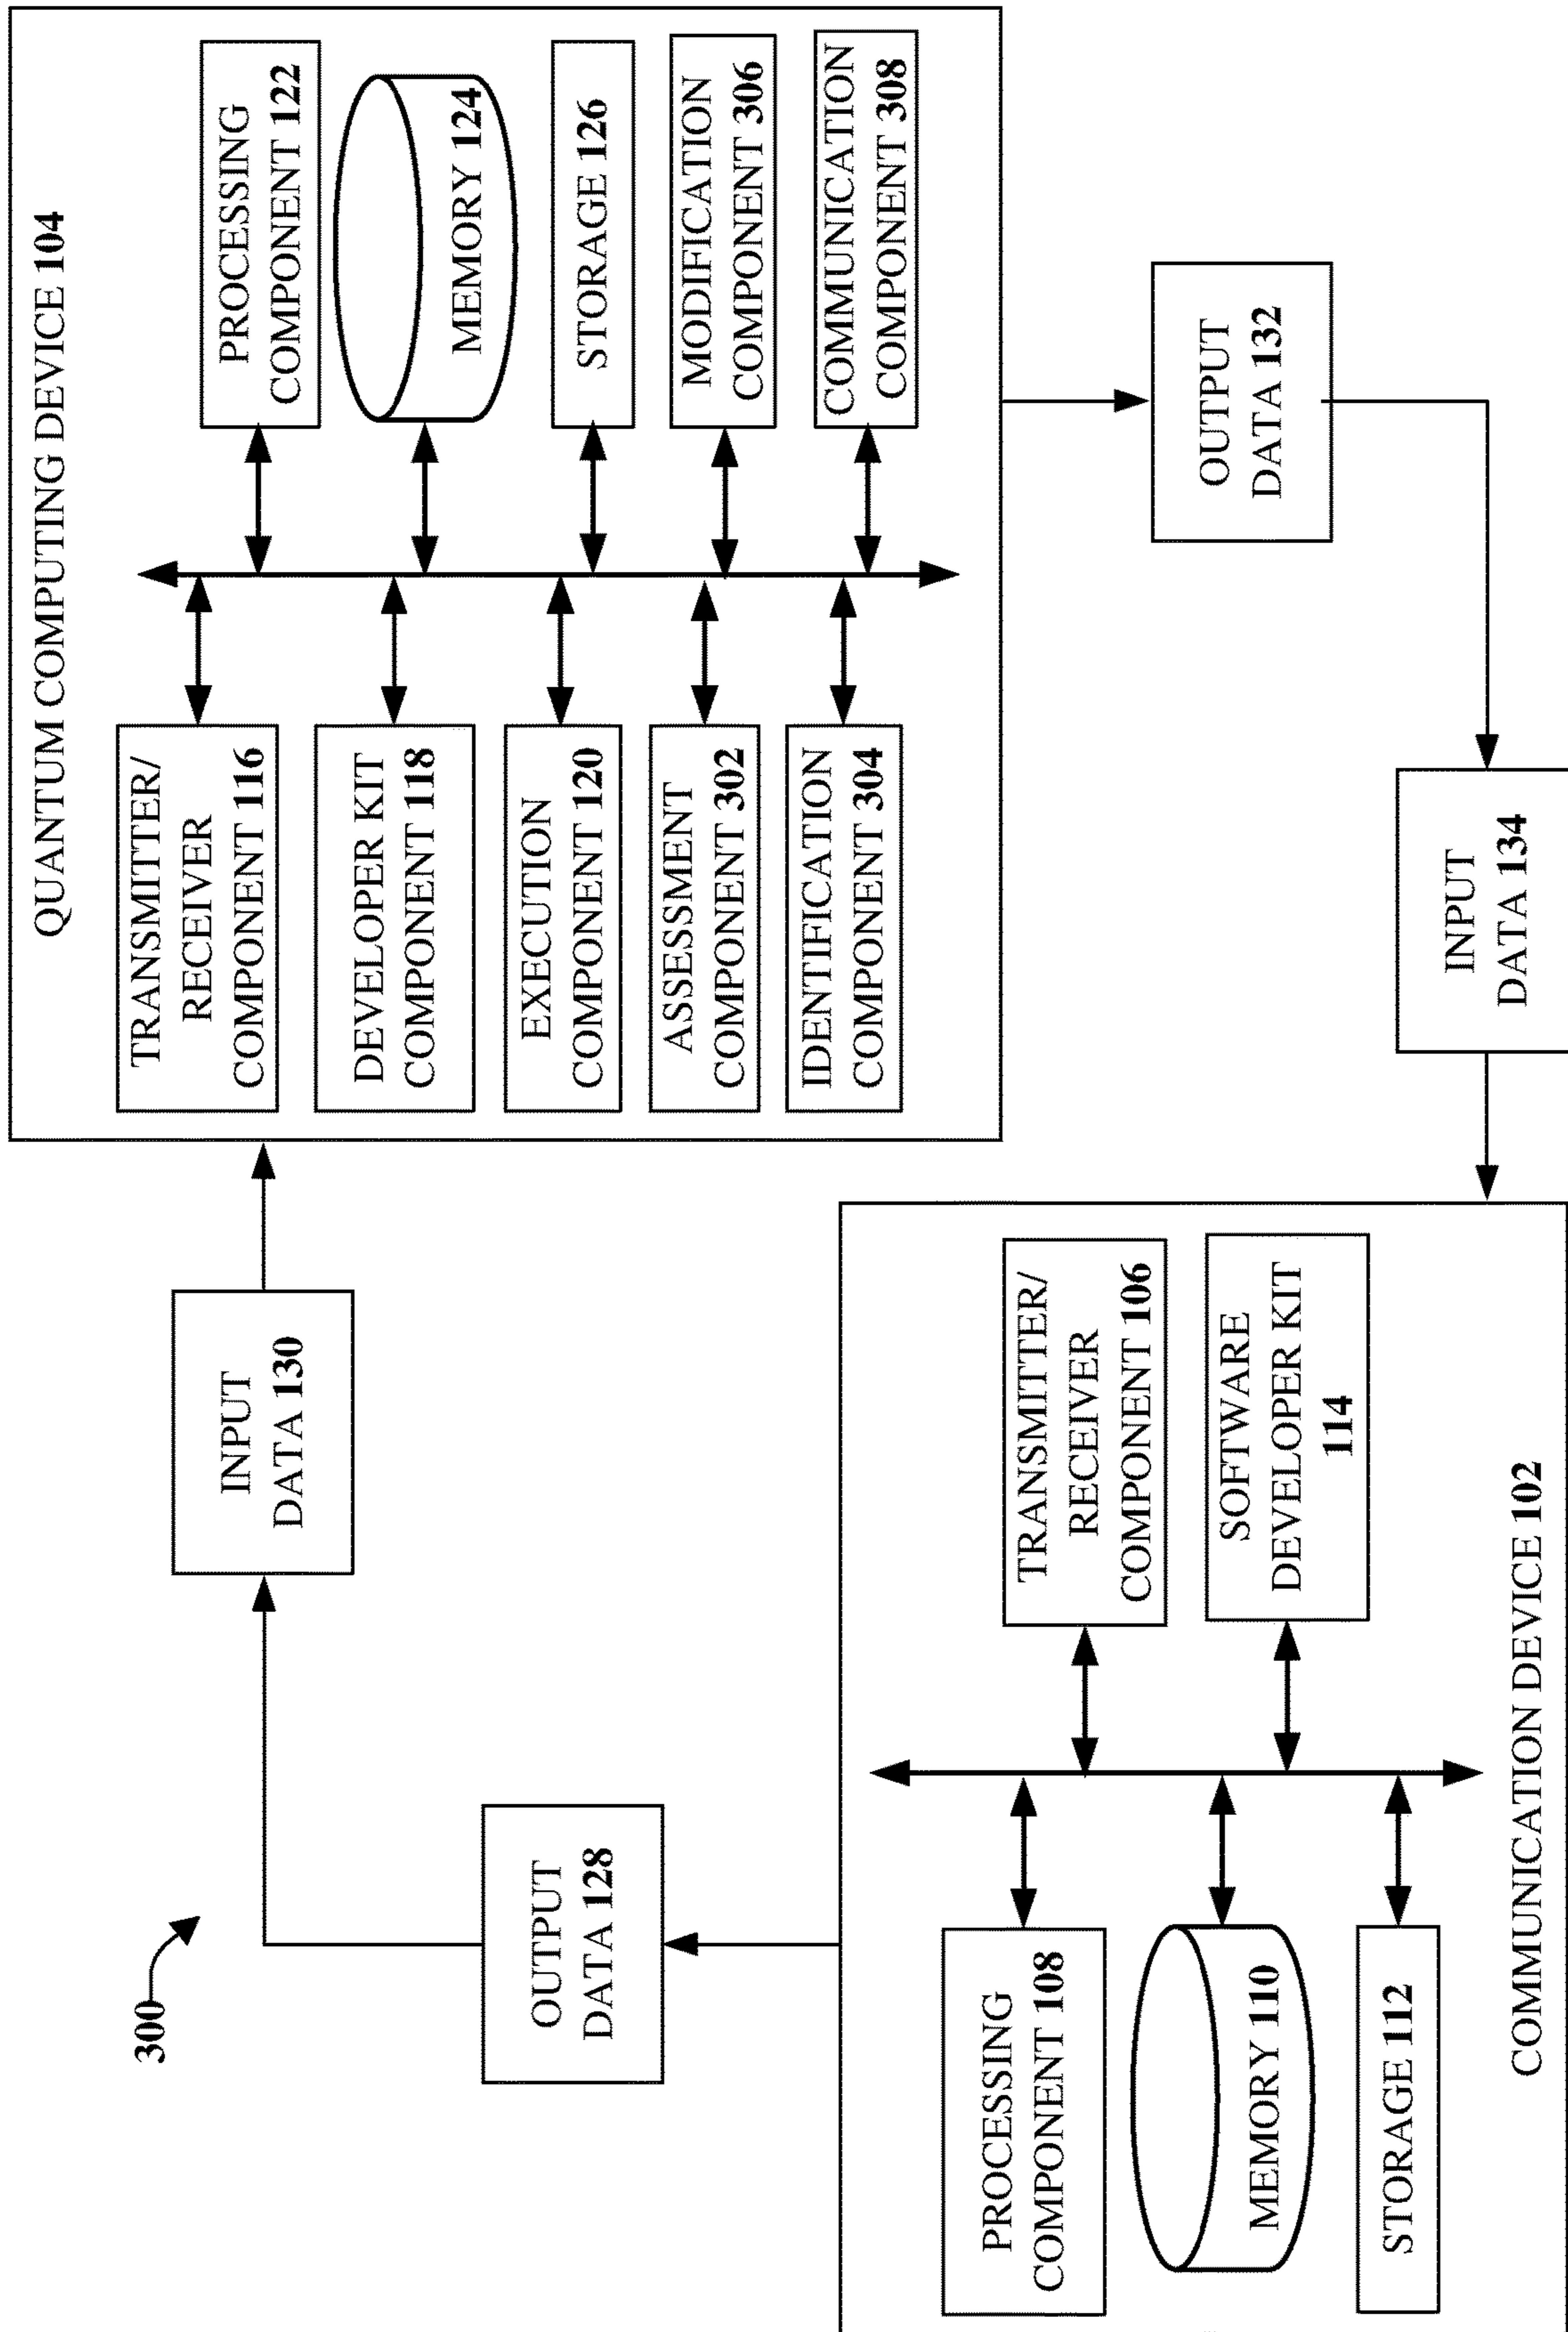 300
QUANTUM COMPUTING DEVICE 104
TRANSMITTER/
RECEIVER
COMPONENT 116
DEVELOPER KIT
COMPONENT 118
EXECUTION
COMPONENT 120
ASSESSMENT
COMPONENT 302
IDENTIFICATION
COMPONENT 304
PROCESSING
COMPONENT 122
MEMORY 124
STORAGE 126
MODIFICATION
COMPONENT 306
COMMUNICATION
COMPONENT 308
INPUT
DATA 130
OUTPUT
DATA 128
OUTPUT
DATA 132
INPUT
DATA 134
PROCESSING
COMPONENT 108
MEMORY 110
STORAGE 112
TRANSMITTER/
RECEIVER
COMPONENT 106
SOFTWARE
DEVELOPER KIT
114
COMMUNICATION DEVICE 102